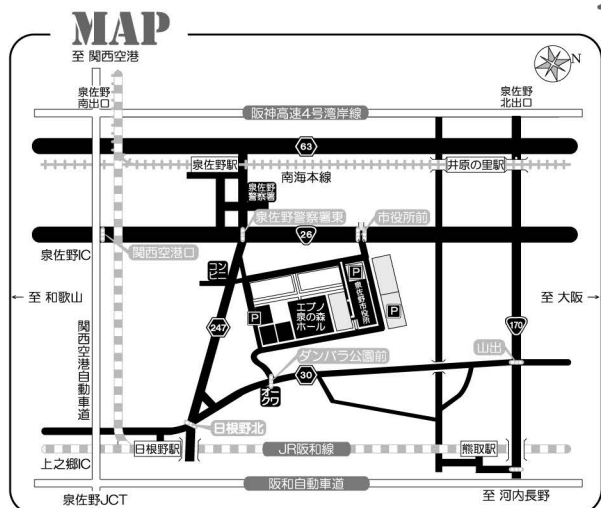 MAP
至 関西空港
N
泉佐野
南出口
泉佐野
北出口
阪神高速4号湾岸線
63
泉佐野駅
南海本線
井原の里駅
泉佐野
警察署
泉佐野警察署東
市役所前
26
泉佐野IC
関西空港口
コン
ビニ
P
泉佐野市役所
エブノ
泉の森
ホール
P
P
← 至 和歌山
至 大阪 →
247
170
関西空港自動車道
ダンバラ公園前
山出
30
オー
クワ
日根野北
日根野駅
JR阪和線
熊取駅
上之郷IC
阪和自動車道
泉佐野JCT
至 河内長野